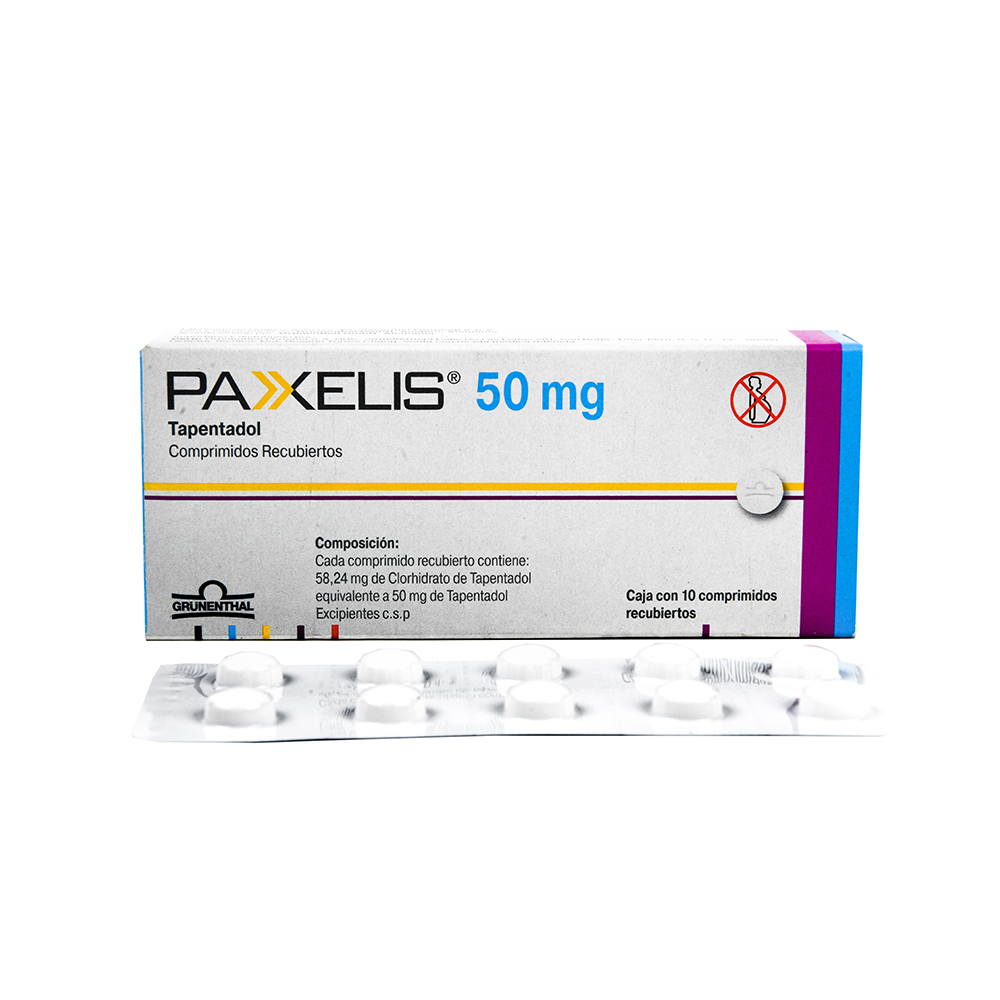 PAXXELIS® 50 mg
Tapentadol
Comprimidos Recubiertos
Composición:
Cada comprimido recubierto contiene:
58,24 mg de Clorhidrato de Tapentadol
equivalente a 50 mg de Tapentadol
Excipientes c.s.p
GRUNENTHAL
Caja con 10 comprimidos
recubiertos